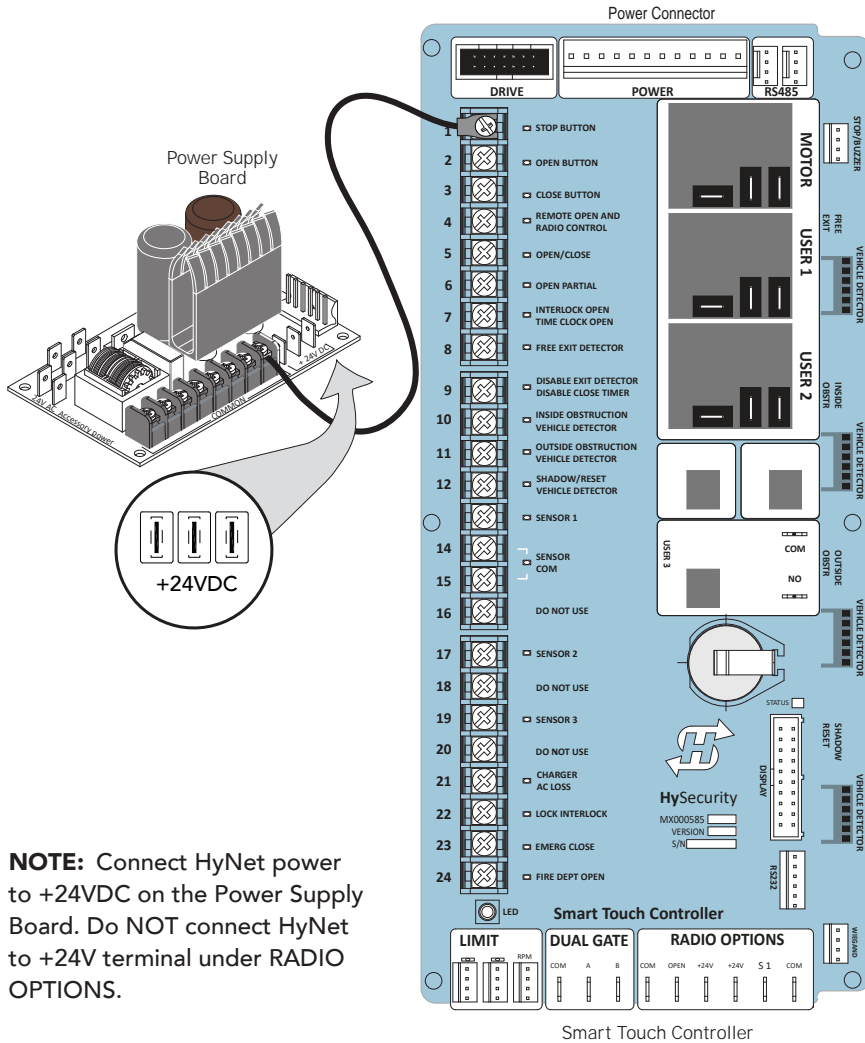 Power Connector
DRIVE
POWER
RS485
1
STOP BUTTON
2
OPEN BUTTON
3
CLOSE BUTTON
4
REMOTE OPEN AND
RADIO CONTROL
5
OPEN/CLOSE
6
OPEN PARTIAL
7
INTERLOCK OPEN
TIME CLOCK OPEN
8
FREE EXIT DETECTOR
9
DISABLE EXIT DETECTOR
DISABLE CLOSE TIMER
10
INSIDE OBSTRUCTION
VEHICLE DETECTOR
11
OUTSIDE OBSTRUCTION
VEHICLE DETECTOR
12
SHADOW/RESET
VEHICLE DETECTOR
SENSOR 1
14
SENSOR
COM
15
16
DO NOT USE
17
SENSOR 2
18
DO NOT USE
19
SENSOR 3
20
DO NOT USE
21
CHARGER
AC LOSS
22
LOCK INTERLOCK
23
EMERG CLOSE
24
FIRE DEPT OPEN
LED
MOTOR
USER 1
USER 2
USER 3
COM
NO
STOP/BUZZER
FREE
EXIT
VEHICLE DETECTOR
INSIDE
OBSTR
VEHICLE DETECTOR
OUTSIDE
OBSTR
VEHICLE DETECTOR
STATUS
SHADOW
RESET
VEHICLE DETECTOR
DISPLAY
HySecurity
MX000585
VERSION
S/N
RS232
WIEGAND
Smart Touch Controller
LIMIT
RPM
DUAL GATE
COM A B
RADIO OPTIONS
COM OPEN +24V +24V S 1 COM
Smart Touch Controller
Power Supply
Board
24V AC Accessory power
COMMON
+ 24V DC
+24VDC
NOTE: Connect HyNet power
to +24VDC on the Power Supply
Board. Do NOT connect HyNet
to +24V terminal under RADIO
OPTIONS.